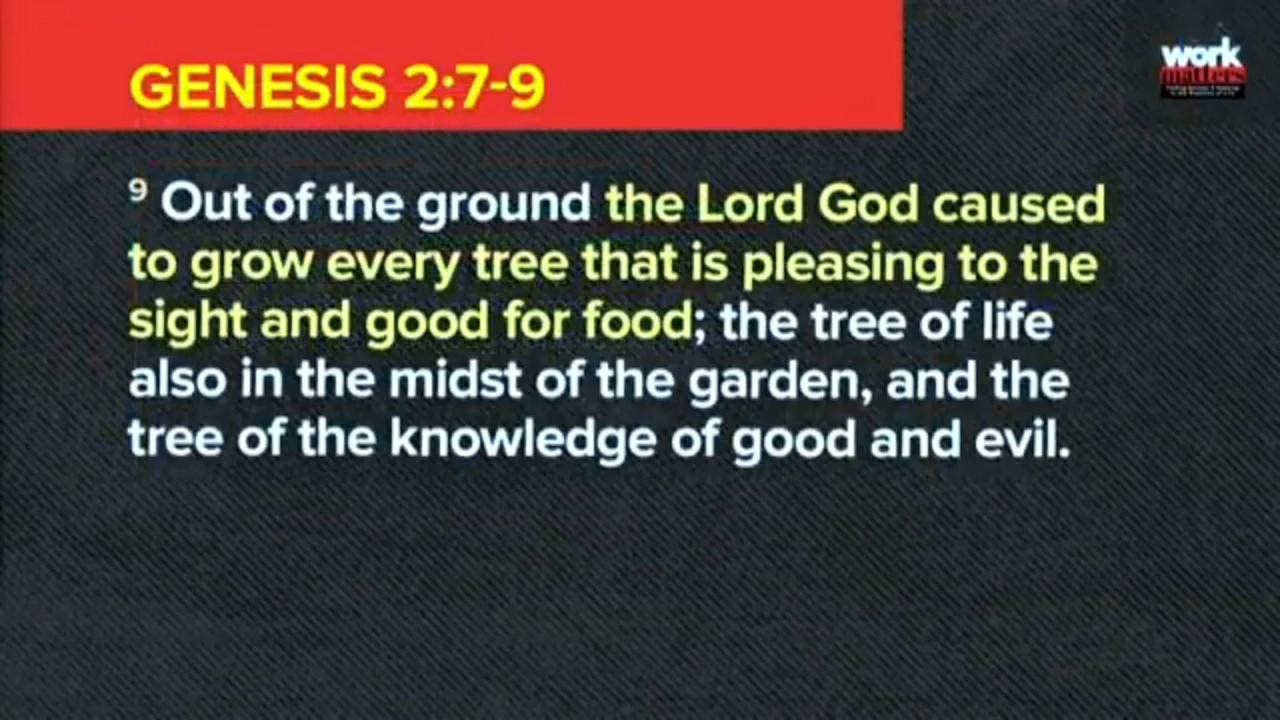 GENESIS 2:7-9
work
matters
9 Out of the ground the Lord God caused
to grow every tree that is pleasing to the
sight and good for food; the tree of life
also in the midst of the garden, and the
tree of the knowledge of good and evil.